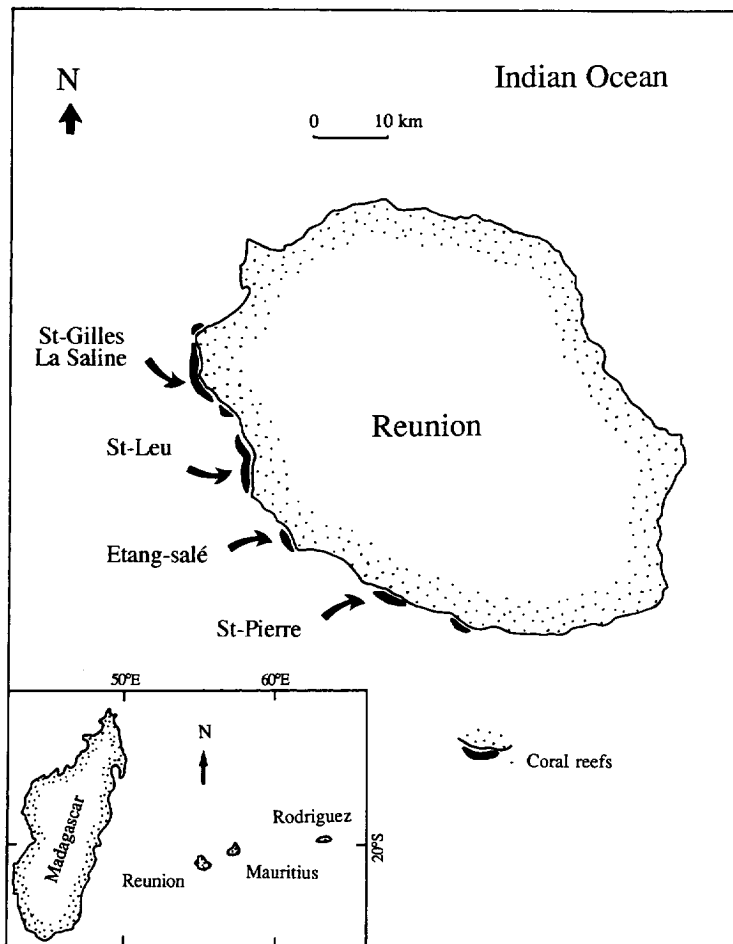 Indian Ocean
N
0 10 km
St-Gilles
La Saline
Reunion
St-Leu
Etang-salé
St-Pierre
Coral reefs
50°E 60°E
N
Madagascar
Rodriguez
20°S
Reunion
Mauritius